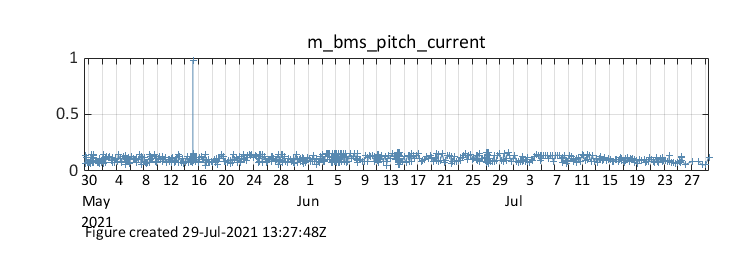 m_bms_pitch_current
1
0.5
0
30 4 8 12 16 20 24 28 1 5 9 13 17 21 25 29 3 7 11 15 19 23 27
May Jun Jul
2021
Figure created 29-Jul-2021 13:27:48Z